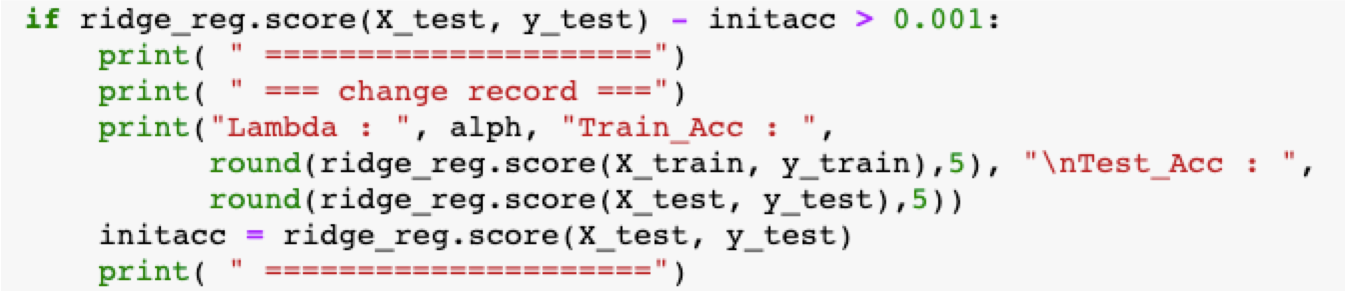 if ridge_reg.score(X_test, y_test) - initacc > 0.001:
    print( " =====================")
    print( " === change record ===")
    print("Lambda : ", alph, "Train_Acc : ",
          round(ridge_reg.score(X_train, y_train),5), "\nTest_Acc : ",
          round(ridge_reg.score(X_test, y_test),5))
    initacc = ridge_reg.score(X_test, y_test)
    print( " =====================")